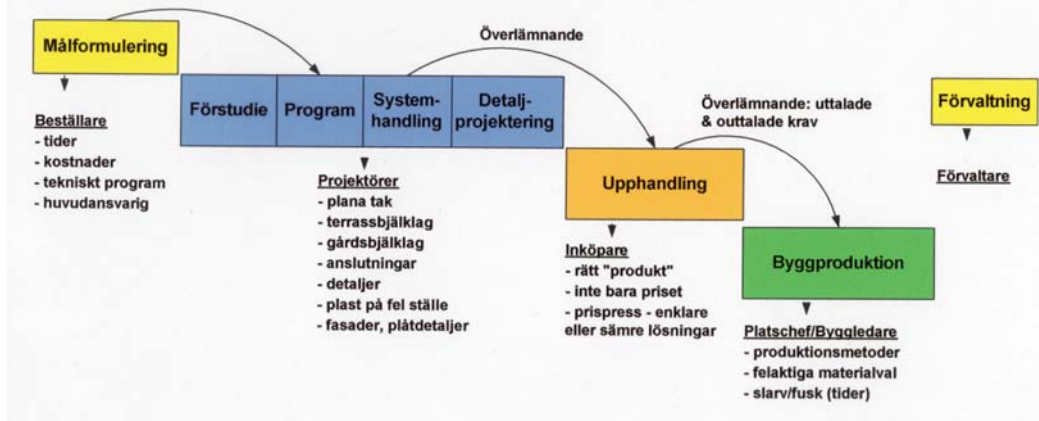 Målformulering
Beställare
- tider
- kostnader
- tekniskt program
- huvudansvarig
Förstudie
Program
System-
handling
Detalj-
projektering
Projektörer
- plana tak
- terrassbjälklag
- gårdsbjälklag
- anslutningar
- detaljer
- plast på fel ställe
- fasader, plåtdetaljer
Överlämnande
Upphandling
Inköpare
- rätt "produkt"
- inte bara priset
- prispress - enklare
eller sämre lösningar
Överlämnande: uttalade
& outtalade krav
Byggproduktion
Platschef/Byggledare
- produktionsmetoder
- felaktiga materialval
- slarv/fusk (tider)
Förvaltning
Förvaltare